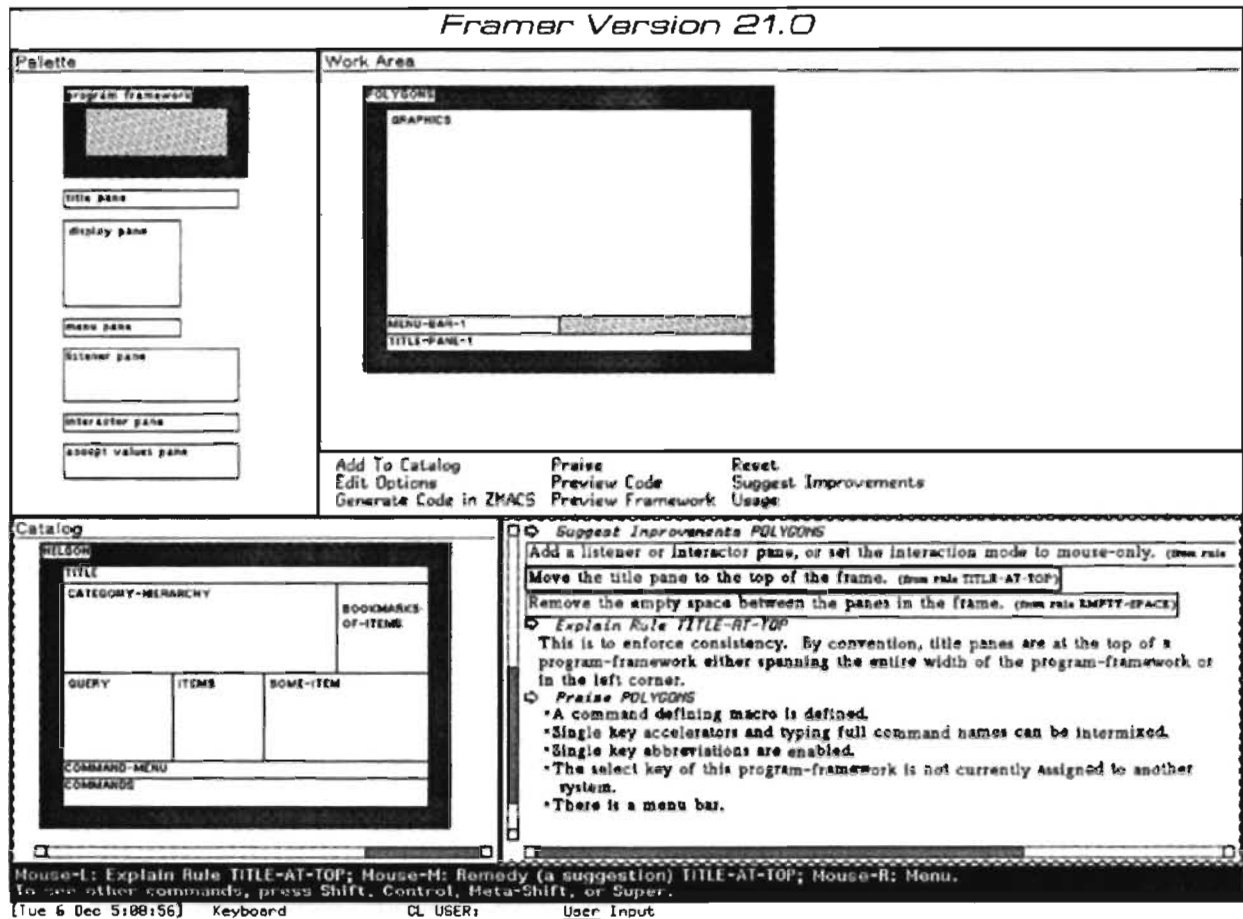 Framer Version 21.0
Palette
program framework
title pane
display pane
menu pane
listener pane
interactor pane
accept values pane
Work Area
POLYGONS
GRAPHICS
MENU-BAR-1
TITLE-PANE-1
Add To Catalog Praise Reset
Edit Options Preview Code Suggest Improvements
Generate Code in ZMACS Preview Framework Usage
Catalog
NELSON
TITLE
CATEGORY-HIERARCHY
BOOKMARKS-
OF-ITEMS
QUERY ITEMS SOME-ITEM
COMMAND-MENU
COMMANDS
Suggest Improvements POLYGONS
Add a listener or interactor pane, or set the interaction mode to mouse-only. (from rule
Move the title pane to the top of the frame. (from rule TITLE-AT-TOP)
Remove the empty space between the panes in the frame. (from rule EMPTY-SPACE)
Explain Rule TITLE-AT-TOP
This is to enforce consistency. By convention, title panes are at the top of a
program-framework either spanning the entire width of the program-framework or
in the left corner.
Praise POLYGONS
•A command defining macro is defined.
•Single key accelerators and typing full command names can be intermixed.
•Single key abbreviations are enabled.
•The select key of this program-framework is not currently assigned to another
system.
•There is a menu bar.
Mouse-L: Explain Rule TITLE-AT-TOP; Mouse-M: Remedy (a suggestion) TITLE-AT-TOP; Mouse-R: Menu.
To see other commands, press Shift, Control, Meta-Shift, or Super.
[Tue 6 Dec 5:08:56] Keyboard CL USER: User Input